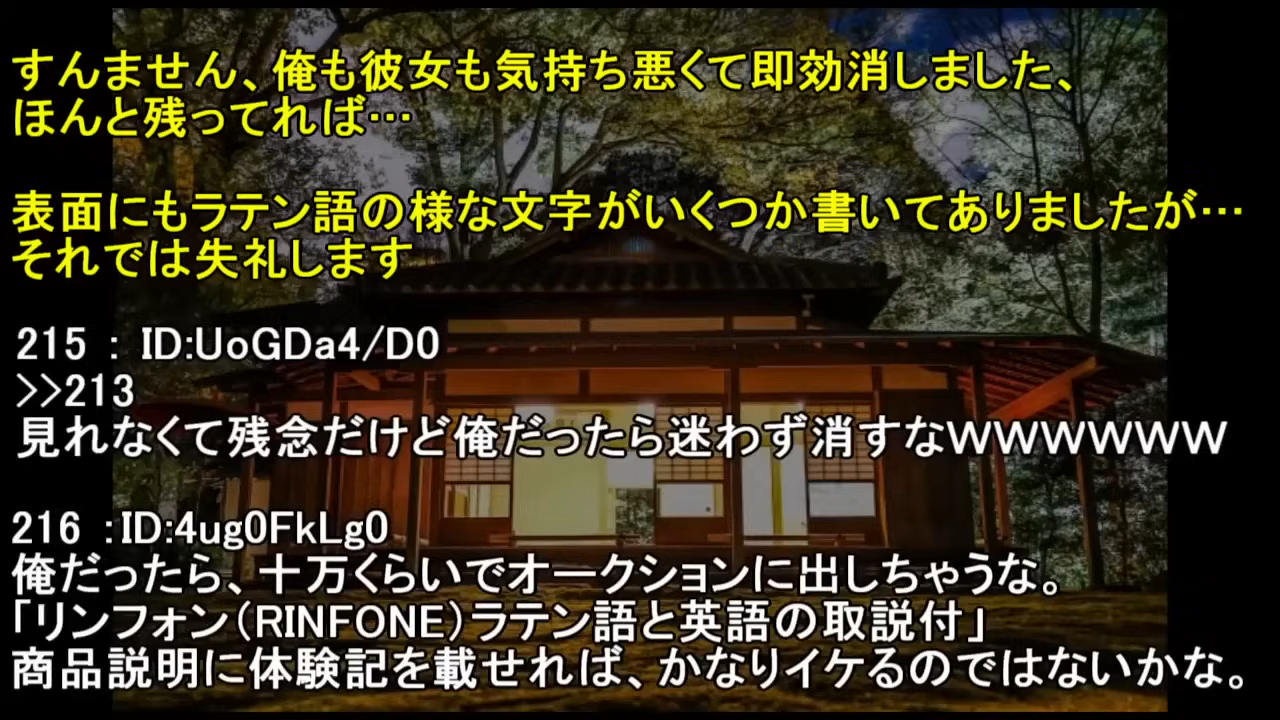 すんません、俺も彼女も気持ち悪くて即効消しました、
ほんと残ってれば…
表面にもラテン語の様な文字がいくつか書いてありましたが…
それでは失礼します
215 : ID:UoGDa4/D0
>>213
見れなくて残念だけど俺だったら迷わず消すなWWWWWWW
216 :ID:4ug0FkLg0
俺だったら、十万くらいでオークションに出しちゃうな。
「リンフォン(RINFONE)ラテン語と英語の取説付」
商品説明に体験記を載せれば、かなりイケるのではないかな。